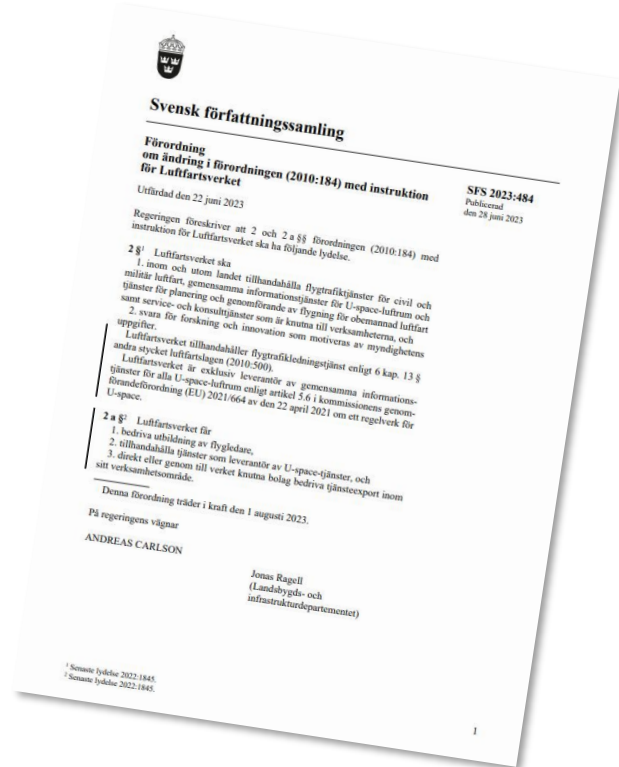 Svensk författningssamling
Förordning
om ändring i förordningen (2010:184) med instruktion
för Luftfartsverket
SFS 2023:484
Publicerad
den 28 juni 2023
Utfärdad den 22 juni 2023
Regeringen föreskriver att 2 och 2 a §§ förordningen (2010:184) med
instruktion för Luftfartsverket ska ha följande lydelse.
2 §1 Luftfartsverket ska
1. inom och utom landet tillhandahålla flygtrafiktjänster för civil och
militär luftfart, gemensamma informationstjänster för U-space-luftrum och
tjänster för planering och genomförande av flygning för obemannad luftfart
samt service- och konsulttjänster som är knutna till verksamheterna, och
2. svara för forskning och innovation som motiveras av myndighetens
uppgifter.
Luftfartsverket tillhandahåller flygtrafikledningstjänst enligt 6 kap. 13 §
andra stycket luftfartslagen (2010:500).
Luftfartsverket är exklusiv leverantör av gemensamma informations-
tjänster för alla U-space-luftrum enligt artikel 5.6 i kommissionens genom-
förandeförordning (EU) 2021/664 av den 22 april 2021 om ett regelverk för
U-space.
2 a §2 Luftfartsverket får
1. bedriva utbildning av flygledare,
2. tillhandahålla tjänster som leverantör av U-space-tjänster, och
3. direkt eller genom till verket knutna bolag bedriva tjänsteexport inom
sitt verksamhetsområde.
Denna förordning träder i kraft den 1 augusti 2023.
På regeringens vägnar
ANDREAS CARLSON
Jonas Ragell
(Landsbygds- och
infrastrukturdepartementet)
1 Senaste lydelse 2022:1845.
2 Senaste lydelse 2022:1845.
1